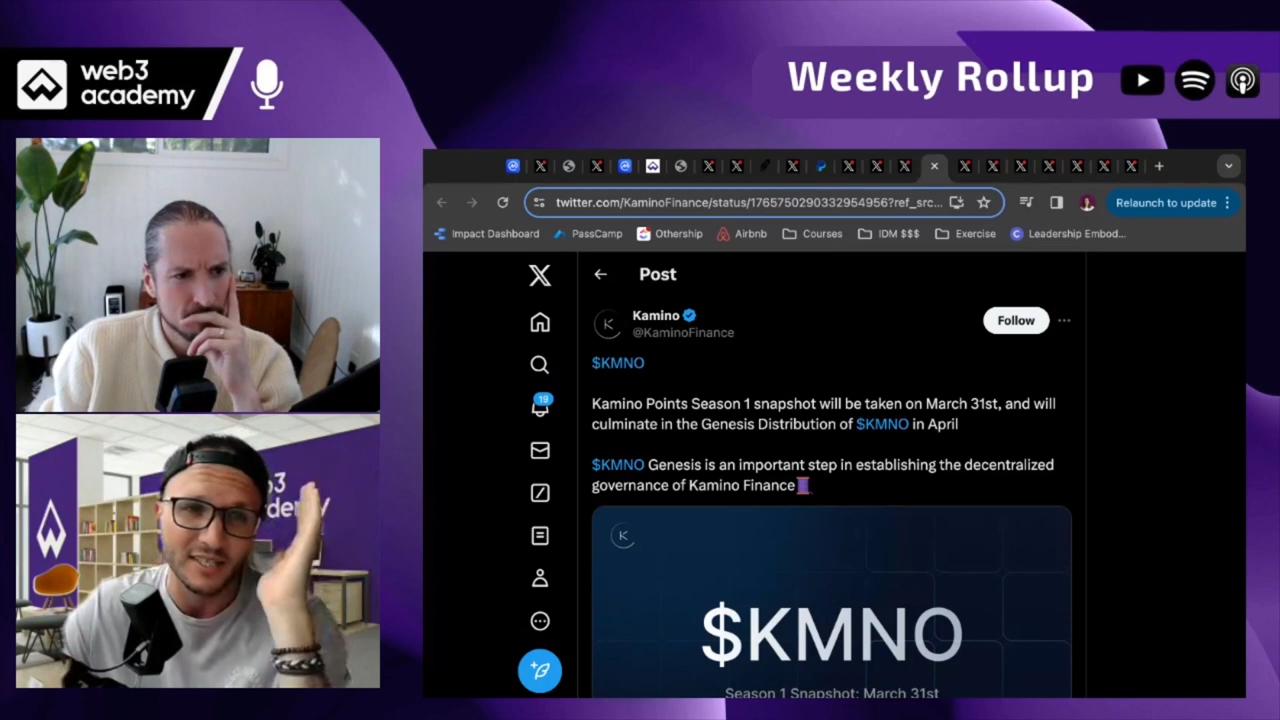 web3
academy
Weekly Rollup
twitter.com/KaminoFinance/status/1765750290332954956?ref_src...
Relaunch to update
Impact Dashboard
PassCamp
Othership
Airbnb
Courses
IDM $$$
Exercise
Leadership Embod...
Post
Kamino
@KaminoFinance
Follow
19
$KMNO
Kamino Points Season 1 snapshot will be taken on March 31st, and will
culminate in the Genesis Distribution of $KMNO in April
$KMNO Genesis is an important step in establishing the decentralized
governance of Kamino Finance
K
K
$KMNO
Season 1 Snapshot: March 31st